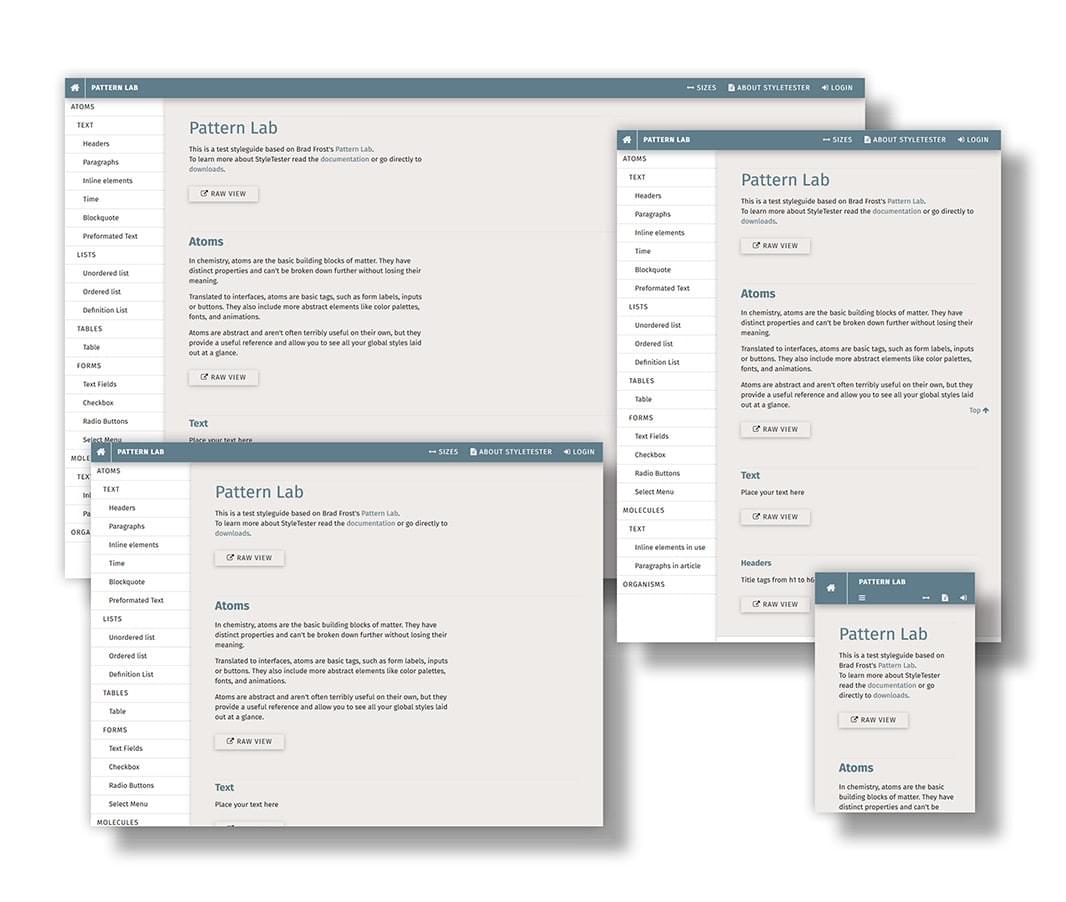 PATTERN LAB
SIZES ABOUT STYLETESTER LOGIN
ATOMS
TEXT
Headers
Paragraphs
Inline elements
Time
Blockquote
Preformated Text
LISTS
Unordered list
Ordered list
Definition List
TABLES
Table
FORMS
Text Fields
Checkbox
Radio Buttons
Select Menu
Pattern Lab
This is a test styleguide based on Brad Frost's Pattern Lab.
To learn more about StyleTester read the documentation or go directly to
downloads.
RAW VIEW
Atoms
In chemistry, atoms are the basic building blocks of matter. They have
distinct properties and can't be broken down further without losing their
meaning.
Translated to interfaces, atoms are basic tags, such as form labels, inputs
or buttons. They also include more abstract elements like color palettes,
fonts, and animations.
Atoms are abstract and aren't often terribly useful on their own, but they
provide a useful reference and allow you to see all your global styles laid
out at a glance.
RAW VIEW
Text
Place your text here
PATTERN LAB
SIZES ABOUT STYLETESTER LOGIN
ATOMS
TEXT
Headers
Paragraphs
Inline elements
Time
Blockquote
Preformated Text
LISTS
Unordered list
Ordered list
Definition List
TABLES
Table
FORMS
Text Fields
Checkbox
Radio Buttons
Select Menu
MOLECULES
TEXT
Inline elements in use
Paragraphs in article
ORGANISMS
Pattern Lab
This is a test styleguide based on Brad Frost's Pattern Lab.
To learn more about StyleTester read the documentation or go directly to
downloads.
RAW VIEW
Atoms
In chemistry, atoms are the basic building blocks of matter. They have
distinct properties and can't be broken down further without losing their
meaning.
Translated to interfaces, atoms are basic tags, such as form labels, inputs
or buttons. They also include more abstract elements like color palettes,
fonts, and animations.
Atoms are abstract and aren't often terribly useful on their own, but they
provide a useful reference and allow you to see all your global styles laid
out at a glance.
Top
RAW VIEW
Text
Place your text here
RAW VIEW
Headers
Title tags from h1 to h6
RAW VIEW
PATTERN LAB
SIZES ABOUT STYLETESTER LOGIN
ATOMS
TEXT
Headers
Paragraphs
Inline elements
Time
Blockquote
Preformated Text
LISTS
Unordered list
Ordered list
Definition List
TABLES
Table
FORMS
Text Fields
Checkbox
Radio Buttons
Select Menu
MOLECULES
Pattern Lab
This is a test styleguide based on Brad Frost's Pattern Lab.
To learn more about StyleTester read the documentation or go directly to
downloads.
RAW VIEW
Atoms
In chemistry, atoms are the basic building blocks of matter. They have
distinct properties and can't be broken down further without losing their
meaning.
Translated to interfaces, atoms are basic tags, such as form labels, inputs
or buttons. They also include more abstract elements like color palettes,
fonts, and animations.
Atoms are abstract and aren't often terribly useful on their own, but they
provide a useful reference and allow you to see all your global styles laid
out at a glance.
RAW VIEW
Text
Place your text here
PATTERN LAB
Pattern Lab
This is a test styleguide based on
Brad Frost's Pattern Lab.
To learn more about StyleTester
read the documentation or go
directly to downloads.
RAW VIEW
Atoms
In chemistry, atoms are the basic
building blocks of matter. They have
distinct properties and can't be